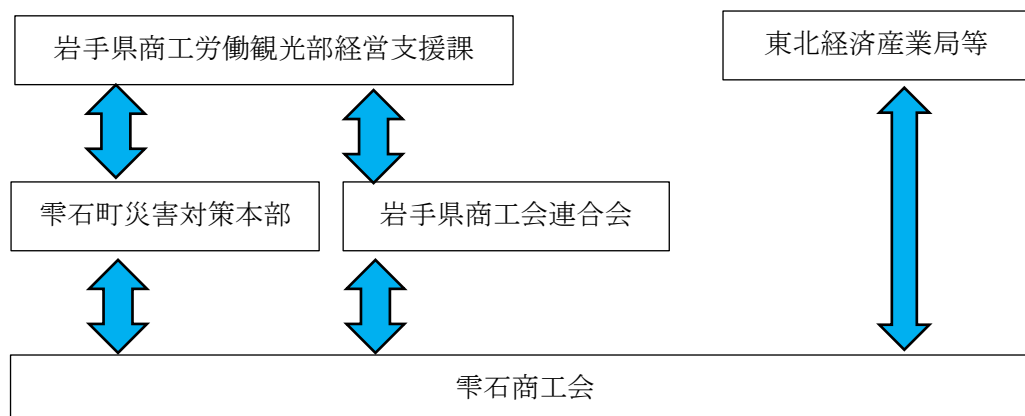 岩手県商工労働観光部経営支援課
東北経済産業局等
雫石町災害対策本部
岩手県商工会連合会
雫石商工会